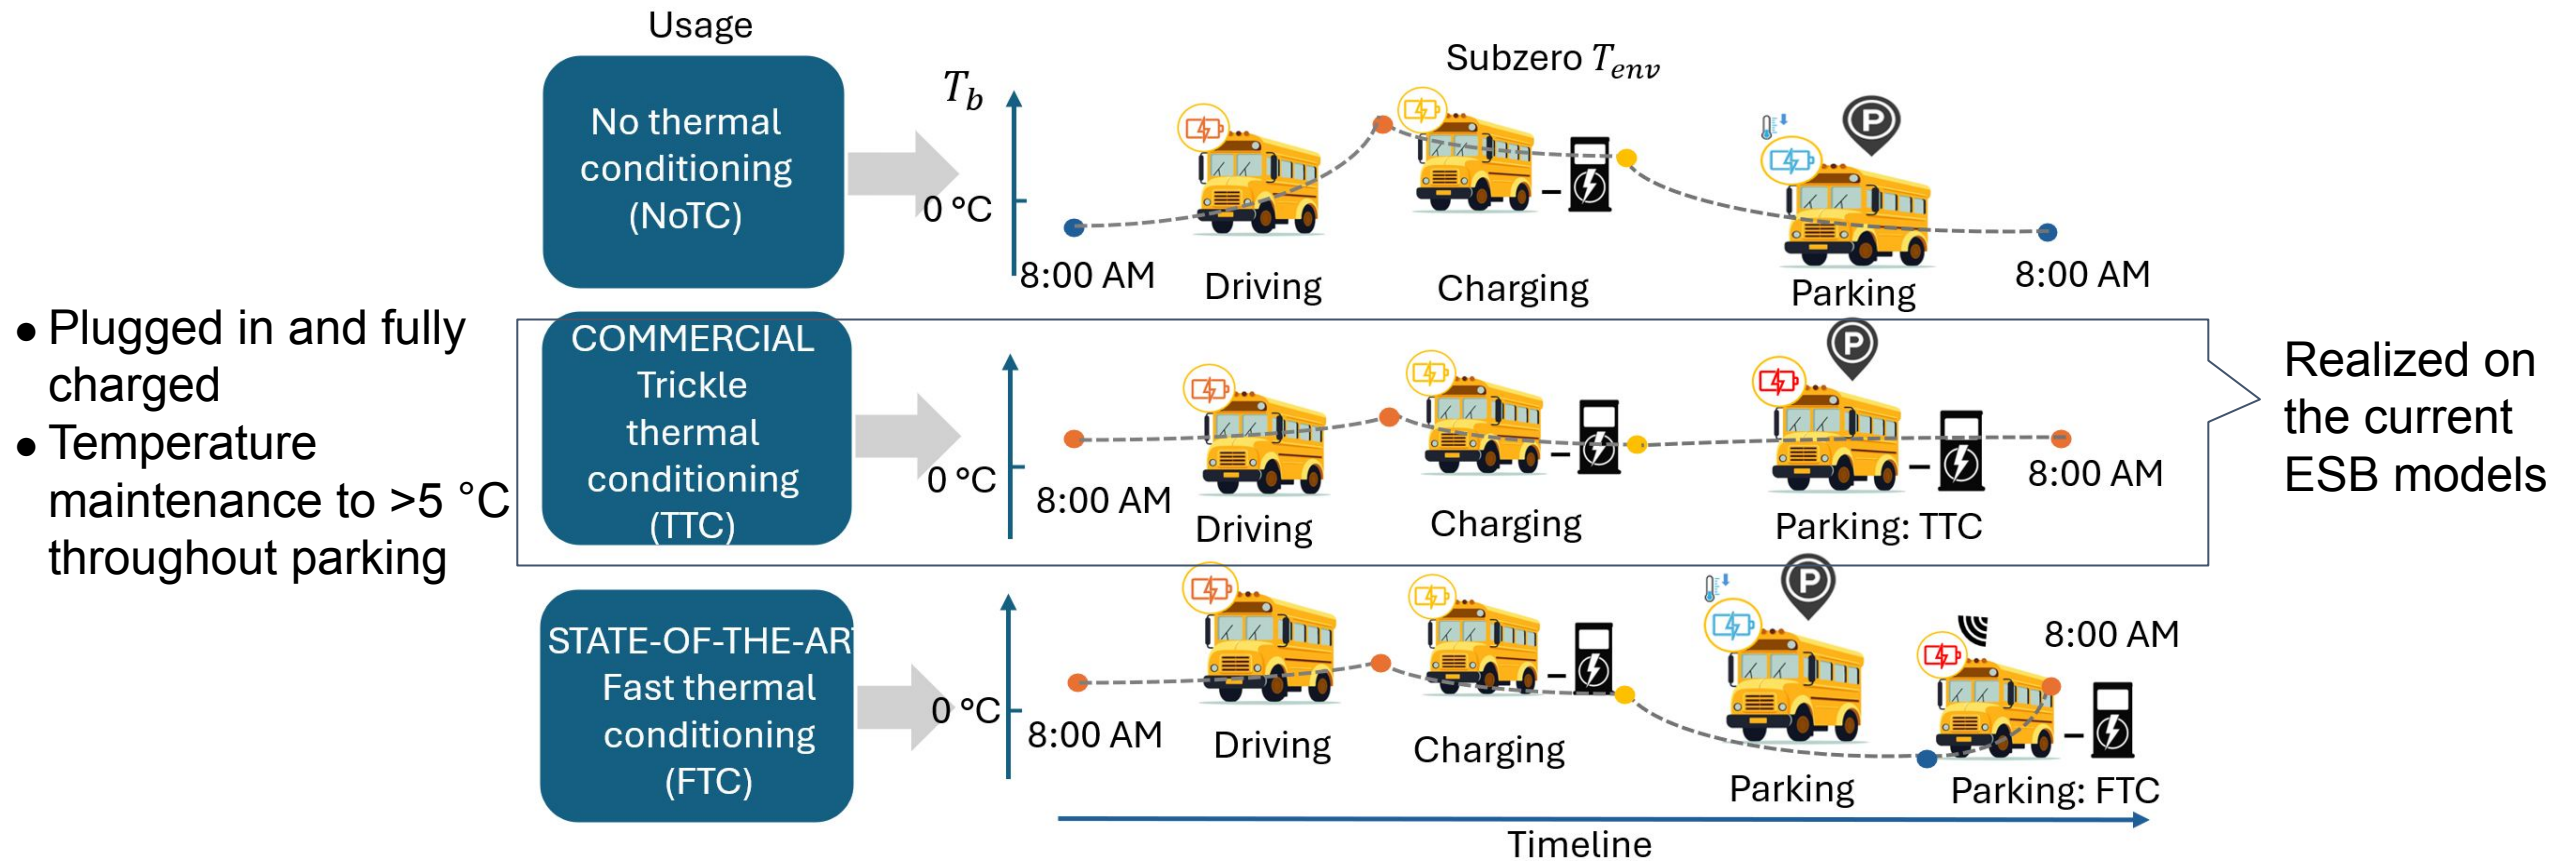 Usage
Subzero T_env
T_b
No thermal
conditioning
(NoTC)
0 °C
P
8:00 AM
Driving
Charging
Parking
8:00 AM
• Plugged in and fully
charged
• Temperature
maintenance to >5 °C
throughout parking
COMMERCIAL
Trickle
thermal
conditioning
(TTC)
0 °C
P
8:00 AM
Driving
Charging
Parking: TTC
8:00 AM
Realized on
the current
ESB models
STATE-OF-THE-AR
Fast thermal
conditioning
(FTC)
0 °C
P
8:00 AM
8:00 AM
Driving
Charging
Parking
Parking: FTC
Timeline